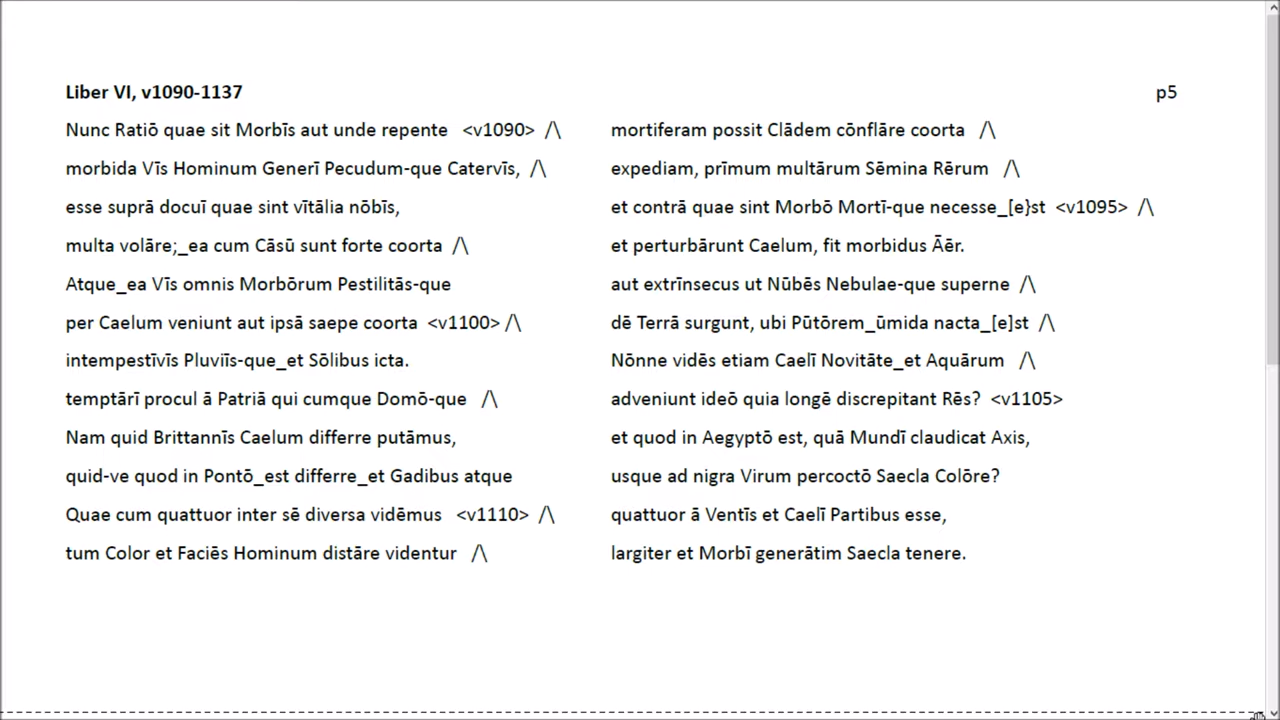 Liber VI, v1090-1137 p5
Nunc Ratiō quae sit Morbīs aut unde repente <v1090> /\ mortiferam possit Clādem cōnflāre coorta /\
morbida Vīs Hominum Generī Pecudum-que Catervīs, /\ expediam, prīmum multārum Sēmina Rērum /\
esse suprā docuī quae sint vītālia nōbīs, et contrā quae sint Morbō Mortī-que necesse_[e}st <v1095> /\
multa volāre;_ea cum Cāsū sunt forte coorta /\ et perturbārunt Caelum, fit morbidus Āēr.
Atque_ea Vīs omnis Morbōrum Pestilitās-que aut extrīnsecus ut Nūbēs Nebulae-que superne /\
per Caelum veniunt aut ipsā saepe coorta <v1100> /\ dē Terrā surgunt, ubi Pūtōrem_ūmida nacta_[e]st /\
intempestīvīs Pluviīs-que_et Sōlibus icta. Nōnne vidēs etiam Caelī Novitāte_et Aquārum /\
temptārī procul ā Patriā qui cumque Domō-que /\ adveniunt ideō quia longē discrepitant Rēs? <v1105>
Nam quid Brittannīs Caelum differre putāmus, et quod in Aegyptō est, quā Mundī claudicat Axis,
quid-ve quod in Pontō_est differre_et Gadibus atque usque ad nigra Virum percoctō Saecla Colōre?
Quae cum quattuor inter sē diversa vidēmus <v1110> /\ quattuor ā Ventīs et Caelī Partibus esse,
tum Color et Faciēs Hominum distāre videntur /\ largiter et Morbī generātim Saecla tenere.